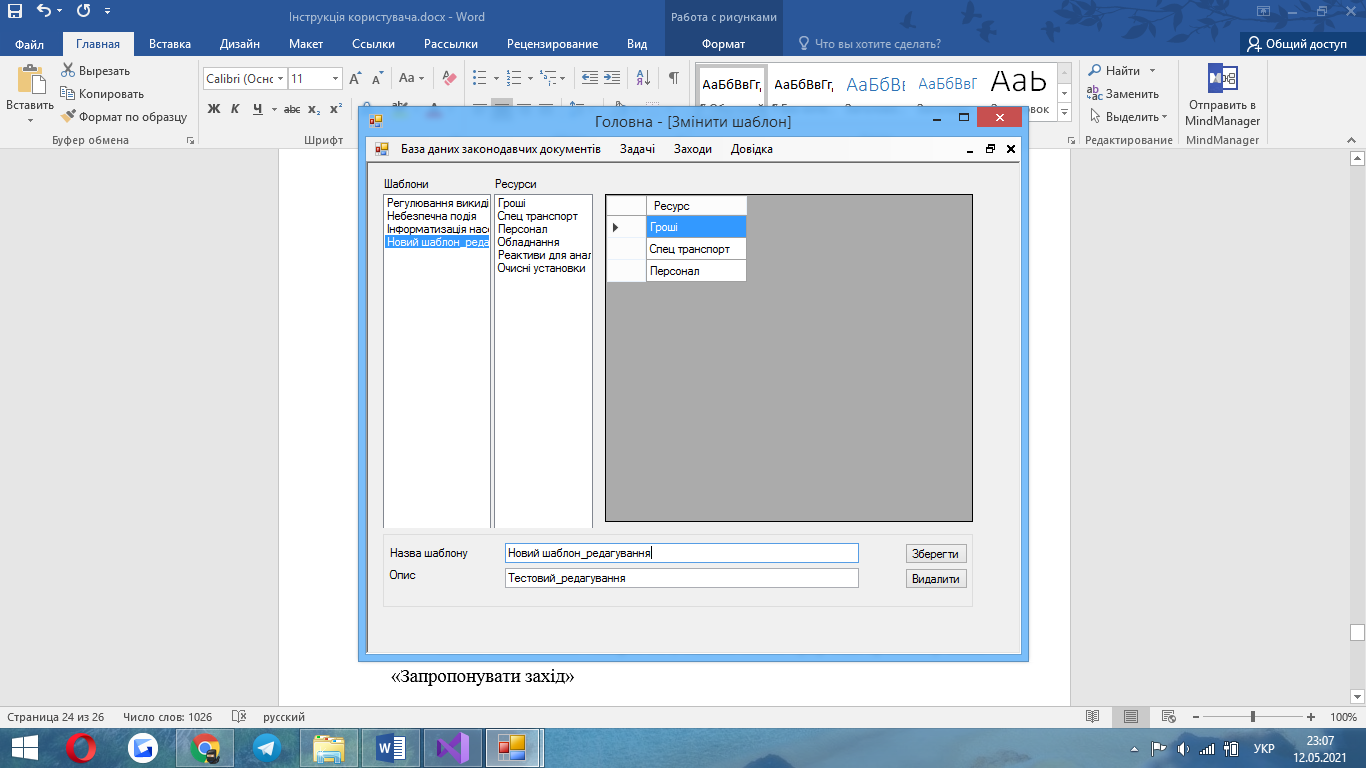 Інструкція користувача.docx - Word
Работа с рисунками
Файл
Главная
Вставка
Дизайн
Макет
Ссылки
Рассылки
Рецензирование
Вид
Формат
Что вы хотите сделать?
Общий доступ
Вставить
Вырезать
Копировать
Формат по образцу
Буфер обмена
Calibri (Оснс
11
Aa
Ж К Ч abc x₂ x²
Шрифт
АаБбВвГг,
АаБбВвГг,
АаБбВв
АаБбВвГ
АаБ
Найти
Заменить
Выделить
Редактирование
Отправить в
MindManager
MindManager
Головна - [Змінити шаблон]
База даних законодавчих документів
Задачі
Заходи
Довідка
Шаблони
Ресурси
Регулювання викиді
Небезпечна подія
Інформатизація насе
Новий шаблон_реда
Гроші
Спец транспорт
Персонал
Обладнання
Реактиви для анал
Очисні установки
Ресурс
Гроші
Спец транспорт
Персонал
Назва шаблону
Новий шаблон_редагування
Зберегти
Опис
Тестовий_редагування
Видалити
«Запропонувати захід»
Страница 24 из 26
Число слов: 1026
русский
100%
УКР
23:07
12.05.2021